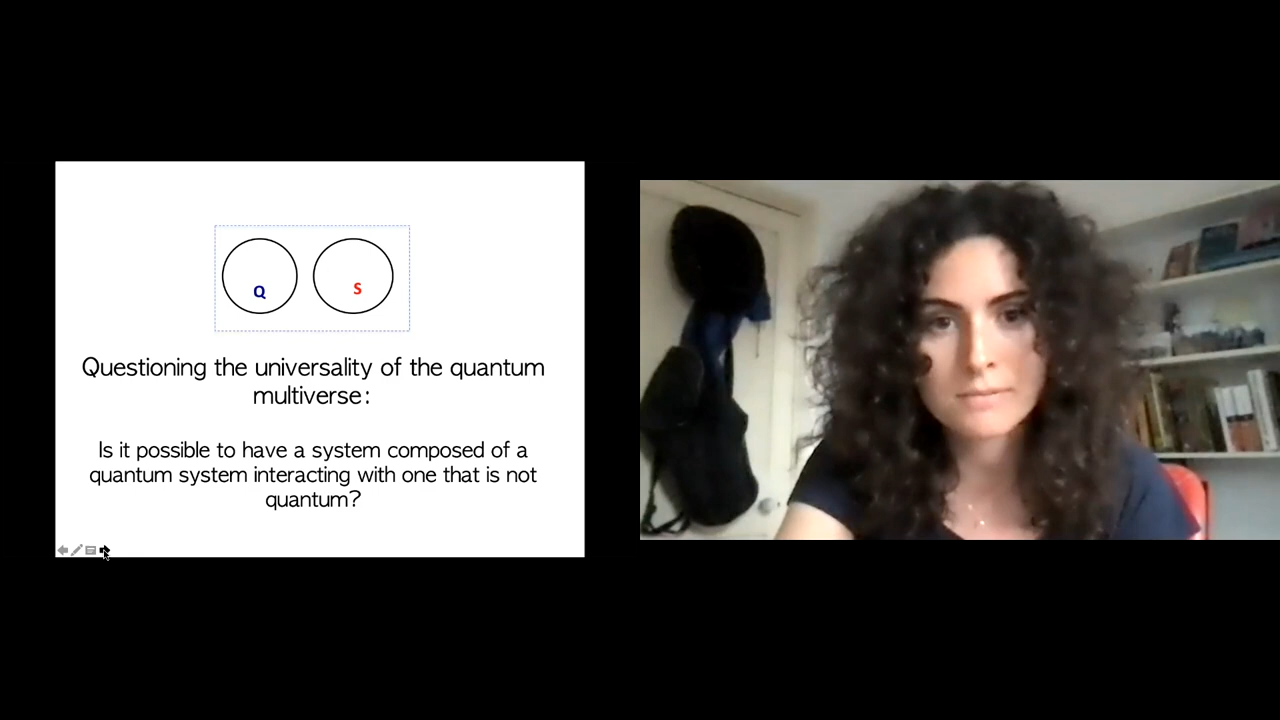 Q S
Questioning the universality of the quantum
multiverse:
Is it possible to have a system composed of a
quantum system interacting with one that is not
quantum?